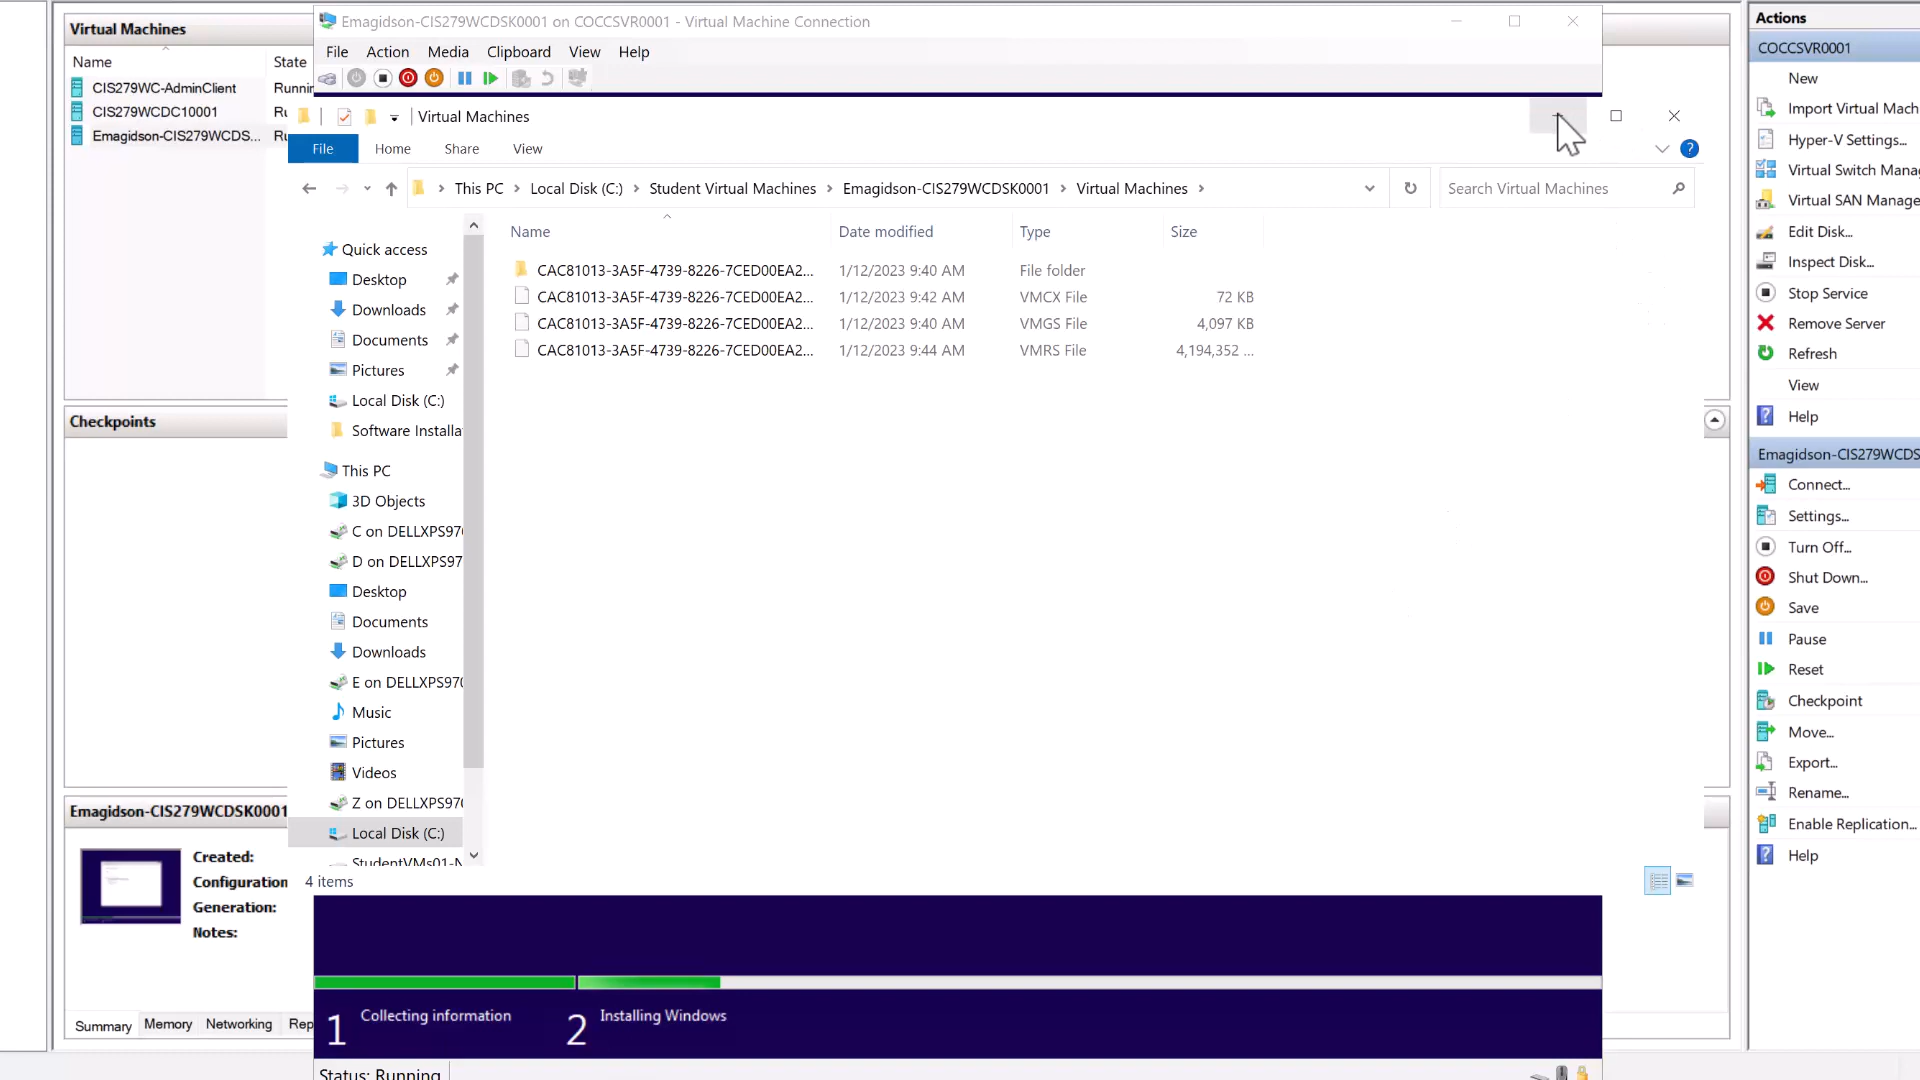 Virtual Machines
Name
State
CIS279WC-AdminClient
Runnin
CIS279WCDC10001
Ru
Emagidson-CIS279WCDS...
Ru
Checkpoints
Emagidson-CIS279WCDSK0001
Created:
Configuration
Generation:
Notes:
Summary
Memory
Networking
Rep
Emagidson-CIS279WCDSK0001 on COCCSVR0001 - Virtual Machine Connection
File
Action
Media
Clipboard
View
Help
Virtual Machines
File
Home
Share
View
This PC
Local Disk (C:)
Student Virtual Machines
Emagidson-CIS279WCDSK0001
Virtual Machines
Search Virtual Machines
Quick access
Desktop
Downloads
Documents
Pictures
Local Disk (C:)
Software Installa
This PC
3D Objects
C on DELLXPS970
D on DELLXPS97
Desktop
Documents
Downloads
E on DELLXPS970
Music
Pictures
Videos
Z on DELLXPS970
Local Disk (C:)
StudentVMs01-N
Name
Date modified
Type
Size
CAC81013-3A5F-4739-8226-7CED00EA2... 1/12/2023 9:40 AM File folder
CAC81013-3A5F-4739-8226-7CED00EA2... 1/12/2023 9:42 AM VMCX File 72 KB
CAC81013-3A5F-4739-8226-7CED00EA2... 1/12/2023 9:40 AM VMGS File 4,097 KB
CAC81013-3A5F-4739-8226-7CED00EA2... 1/12/2023 9:44 AM VMRS File 4,194,352 ...
4 items
1 Collecting information
2 Installing Windows
Status: Running
Actions
COCCSVR0001
New
Import Virtual Mach
Hyper-V Settings...
Virtual Switch Mana
Virtual SAN Manage
Edit Disk...
Inspect Disk...
Stop Service
Remove Server
Refresh
View
Help
Emagidson-CIS279WCDS
Connect...
Settings...
Turn Off...
Shut Down...
Save
Pause
Reset
Checkpoint
Move...
Export...
Rename...
Enable Replication...
Help